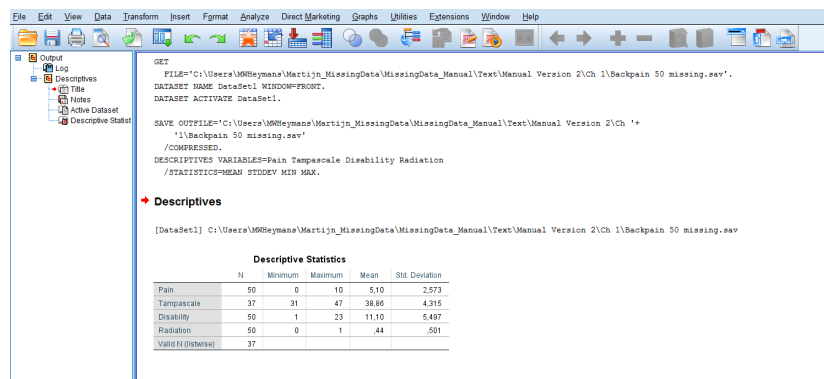 File Edit View Data Transform Insert Format Analyze Direct Marketing Graphs Utilities Extensions Window Help
Output
Log
Descriptives
Title
Notes
Active Dataset
Descriptive Statist
GET
FILE='C:\Users\MWHeymans\Martijn_MissingData\MissingData_Manual\Text\Manual Version 2\Ch 1\Backpain 50 missing.sav'.
DATASET NAME DataSet1 WINDOW=FRONT.
DATASET ACTIVATE DataSet1.
SAVE OUTFILE='C:\Users\MWHeymans\Martijn_MissingData\MissingData_Manual\Text\Manual Version 2\Ch '+
'1\Backpain 50 missing.sav'
/COMPRESSED.
DESCRIPTIVES VARIABLES=Pain Tampascale Disability Radiation
/STATISTICS=MEAN STDDEV MIN MAX.
Descriptives
[DataSet1] C:\Users\MWHeymans\Martijn_MissingData\MissingData_Manual\Text\Manual Version 2\Ch 1\Backpain 50 missing.sav
Descriptive Statistics
N Minimum Maximum Mean Std. Deviation
Pain 50 0 10 5,10 2,573
Tampascale 37 31 47 38,86 4,315
Disability 50 1 23 11,10 5,497
Radiation 50 0 1 ,44 ,501
Valid N (listwise) 37